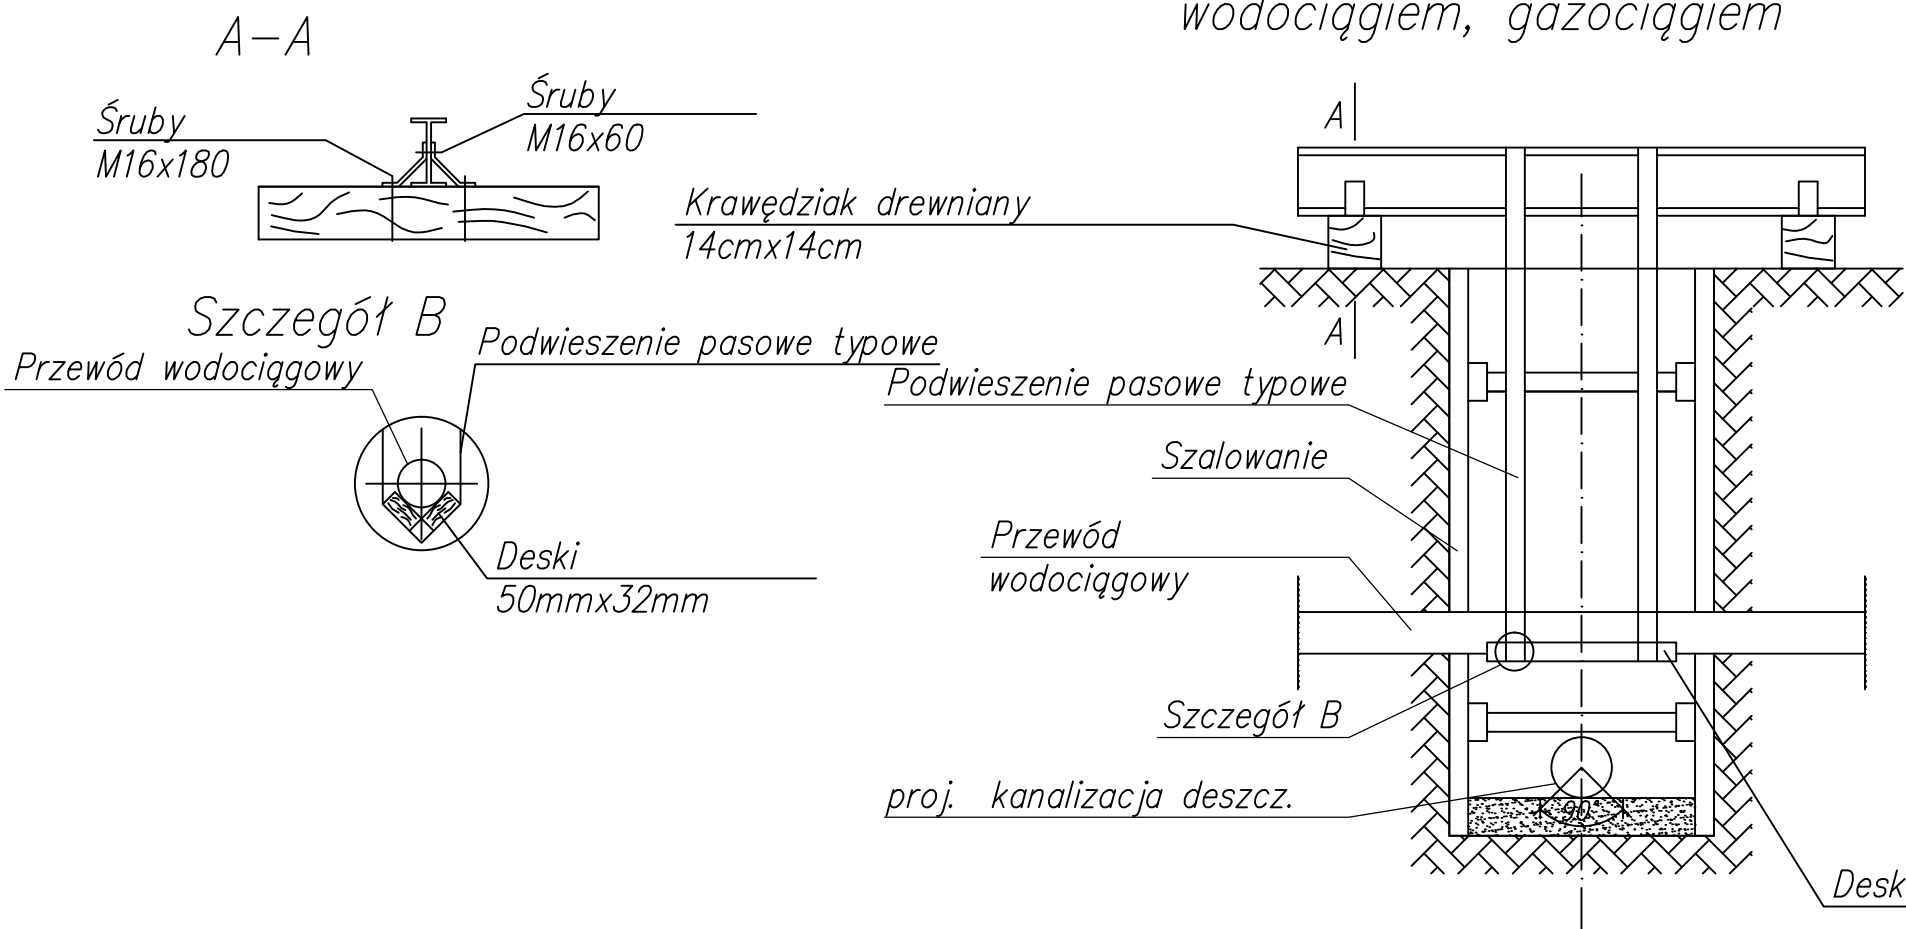 wodociągiem, gazociągiem
A-A
Śruby
M16x180
Śruby
M16x60
Krawędziak drewniany
14cmx14cm
A
A
Szczegół B
Przewód wodociągowy
Podwieszenie pasowe typowe
Deski
50mmx32mm
Podwieszenie pasowe typowe
Szalowanie
Przewód
wodociągowy
Szczegół B
proj. kanalizacja deszcz.
90°
Desk